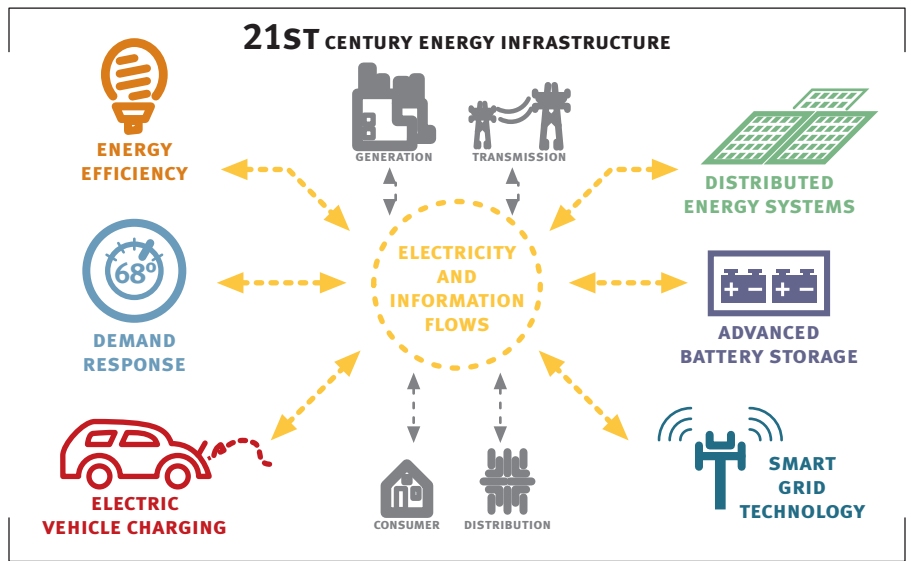 21ST CENTURY ENERGY INFRASTRUCTURE
ENERGY
EFFICIENCY
GENERATION
TRANSMISSION
DISTRIBUTED
ENERGY SYSTEMS
68º
DEMAND
RESPONSE
ELECTRICITY
AND
INFORMATION
FLOWS
+ − + −
ADVANCED
BATTERY STORAGE
ELECTRIC
VEHICLE CHARGING
CONSUMER
DISTRIBUTION
SMART
GRID
TECHNOLOGY